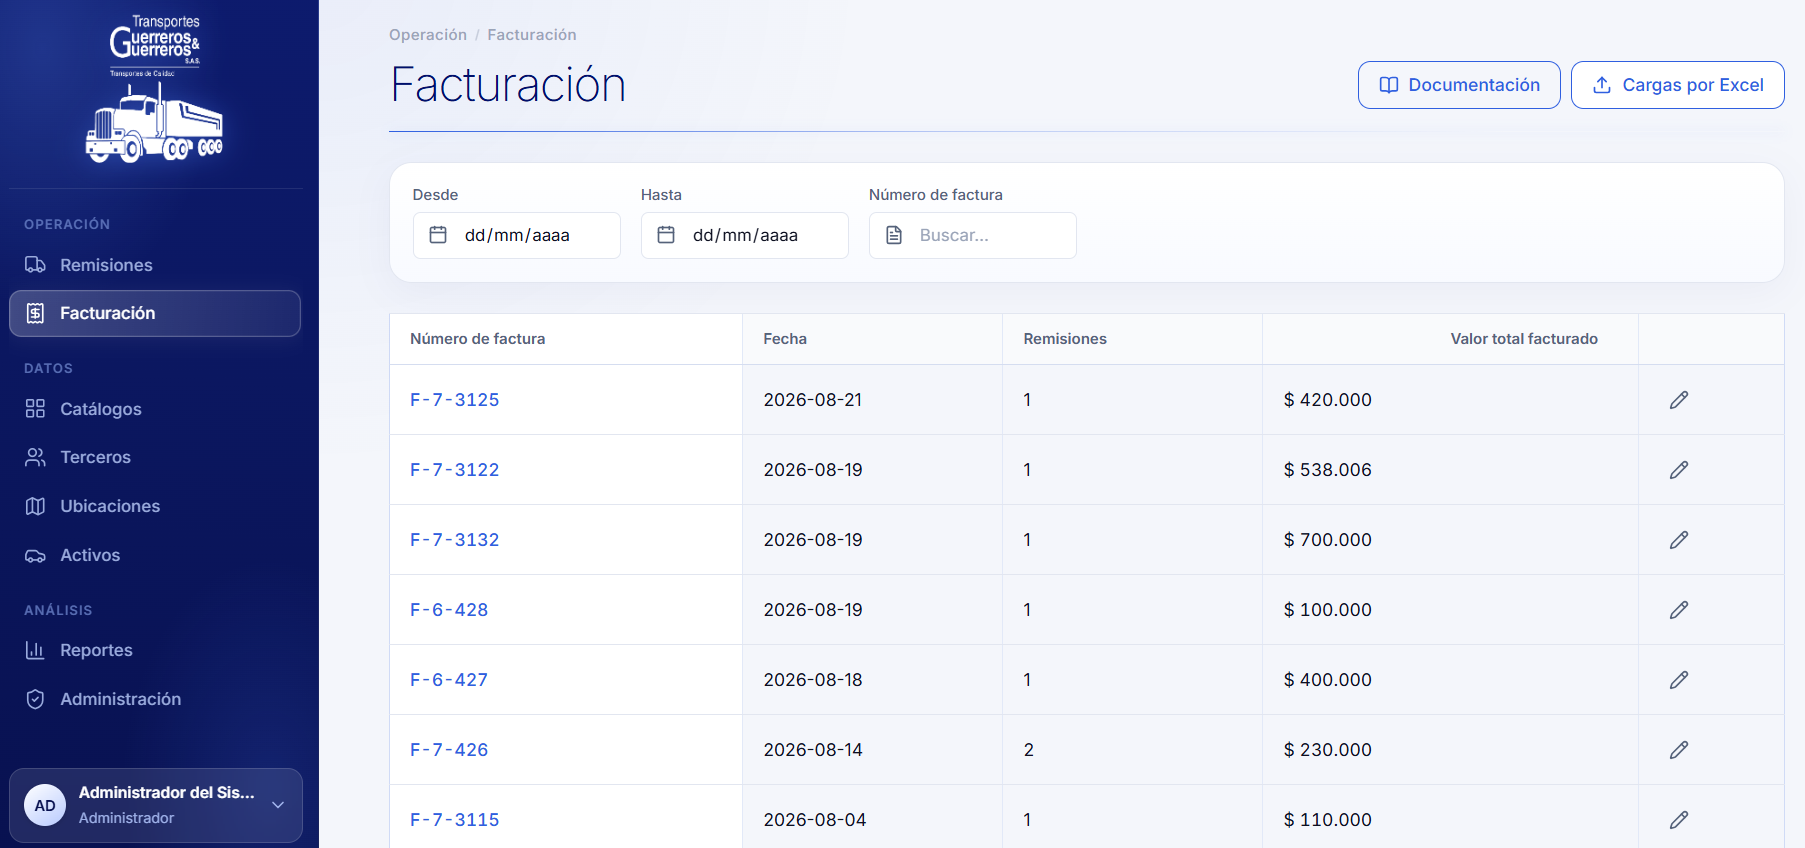 Transportes
Guerreros&
Guerreros
S.A.S.
Transportes de Calidad
OPERACIÓN
Remisiones
Facturación
DATOS
Catálogos
Terceros
Ubicaciones
Activos
ANÁLISIS
Reportes
Administración
AD
Administrador del Sis...
Administrador
Operación / Facturación
Facturación
Documentación
Cargas por Excel
Desde
Hasta
Número de factura
dd/mm/aaaa
dd/mm/aaaa
Buscar...
Número de factura Fecha Remisiones Valor total facturado
F-7-3125 2026-08-21 1 $ 420.000
F-7-3122 2026-08-19 1 $ 538.006
F-7-3132 2026-08-19 1 $ 700.000
F-6-428 2026-08-19 1 $ 100.000
F-6-427 2026-08-18 1 $ 400.000
F-7-426 2026-08-14 2 $ 230.000
F-7-3115 2026-08-04 1 $ 110.000